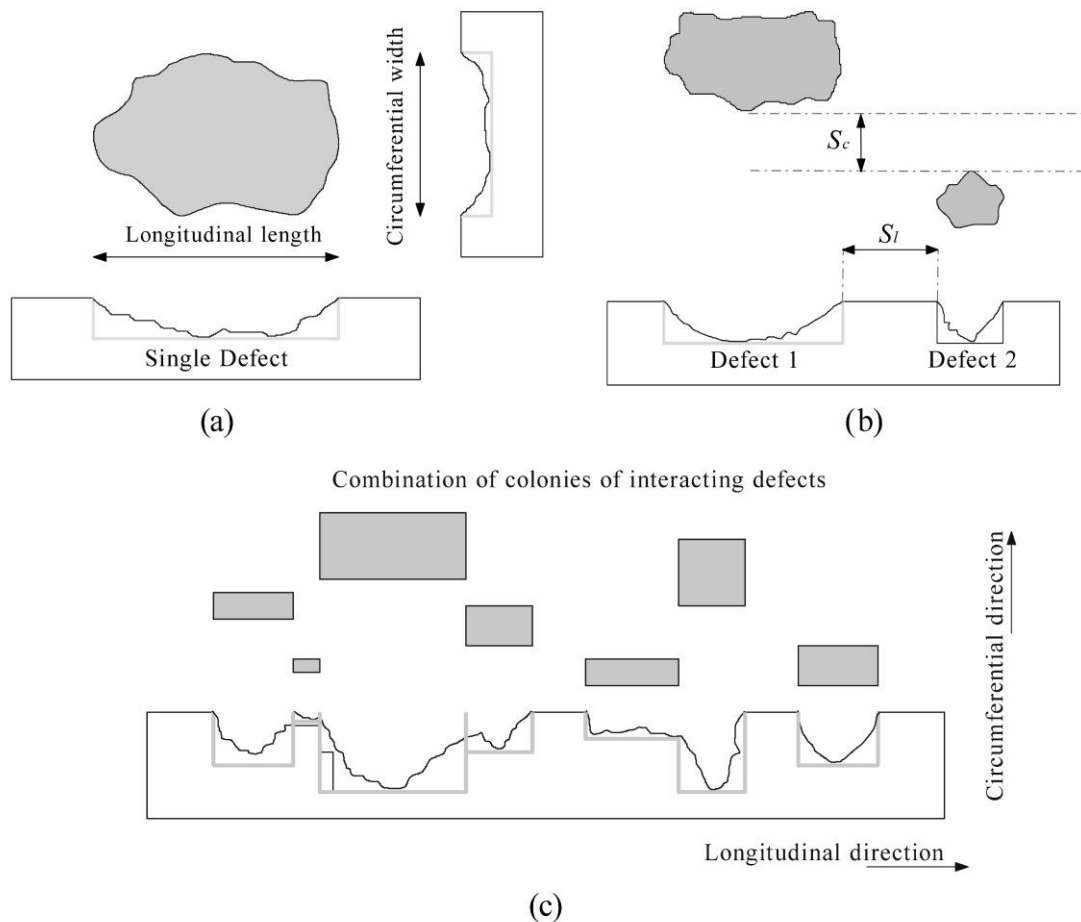 Circumferential width
Longitudinal length
Single Defect
(a)
Sc
Sl
Defect 1
Defect 2
(b)
Combination of colonies of interacting defects
Circumferential direction
Longitudinal direction
(c)